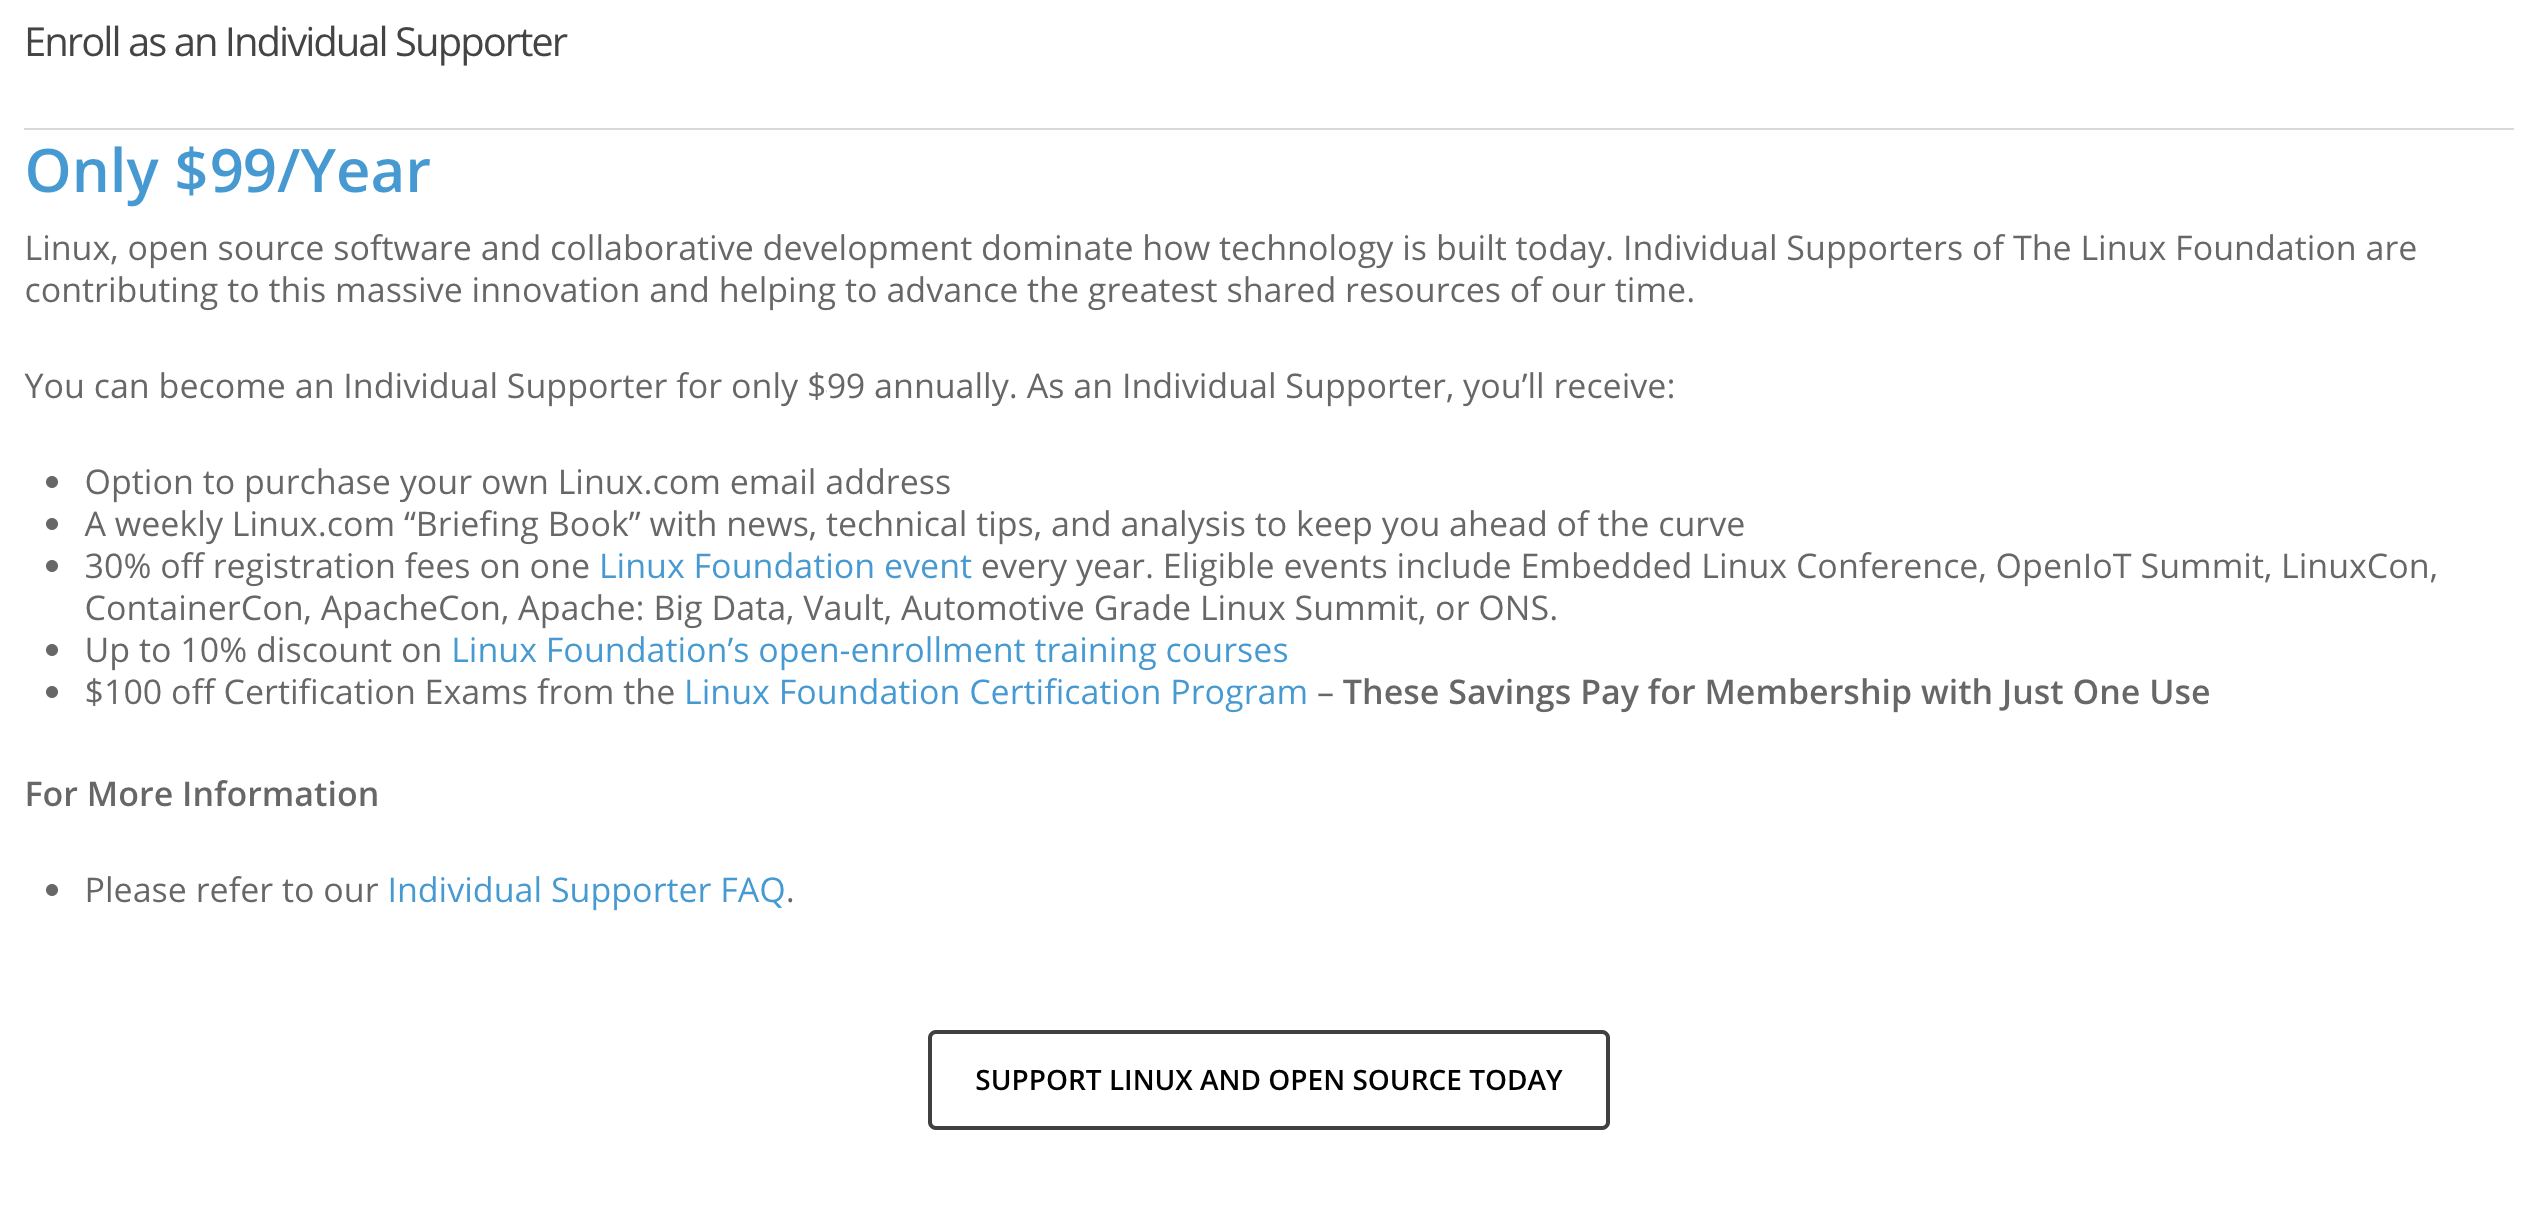 Enroll as an Individual Supporter
Only $99/Year
Linux, open source software and collaborative development dominate how technology is built today. Individual Supporters of The Linux Foundation are
contributing to this massive innovation and helping to advance the greatest shared resources of our time.
You can become an Individual Supporter for only $99 annually. As an Individual Supporter, you’ll receive:
• Option to purchase your own Linux.com email address
• A weekly Linux.com “Briefing Book” with news, technical tips, and analysis to keep you ahead of the curve
• 30% off registration fees on one Linux Foundation event every year. Eligible events include Embedded Linux Conference, OpenIoT Summit, LinuxCon,
ContainerCon, ApacheCon, Apache: Big Data, Vault, Automotive Grade Linux Summit, or ONS.
• Up to 10% discount on Linux Foundation’s open-enrollment training courses
• $100 off Certification Exams from the Linux Foundation Certification Program – These Savings Pay for Membership with Just One Use
For More Information
• Please refer to our Individual Supporter FAQ.
SUPPORT LINUX AND OPEN SOURCE TODAY